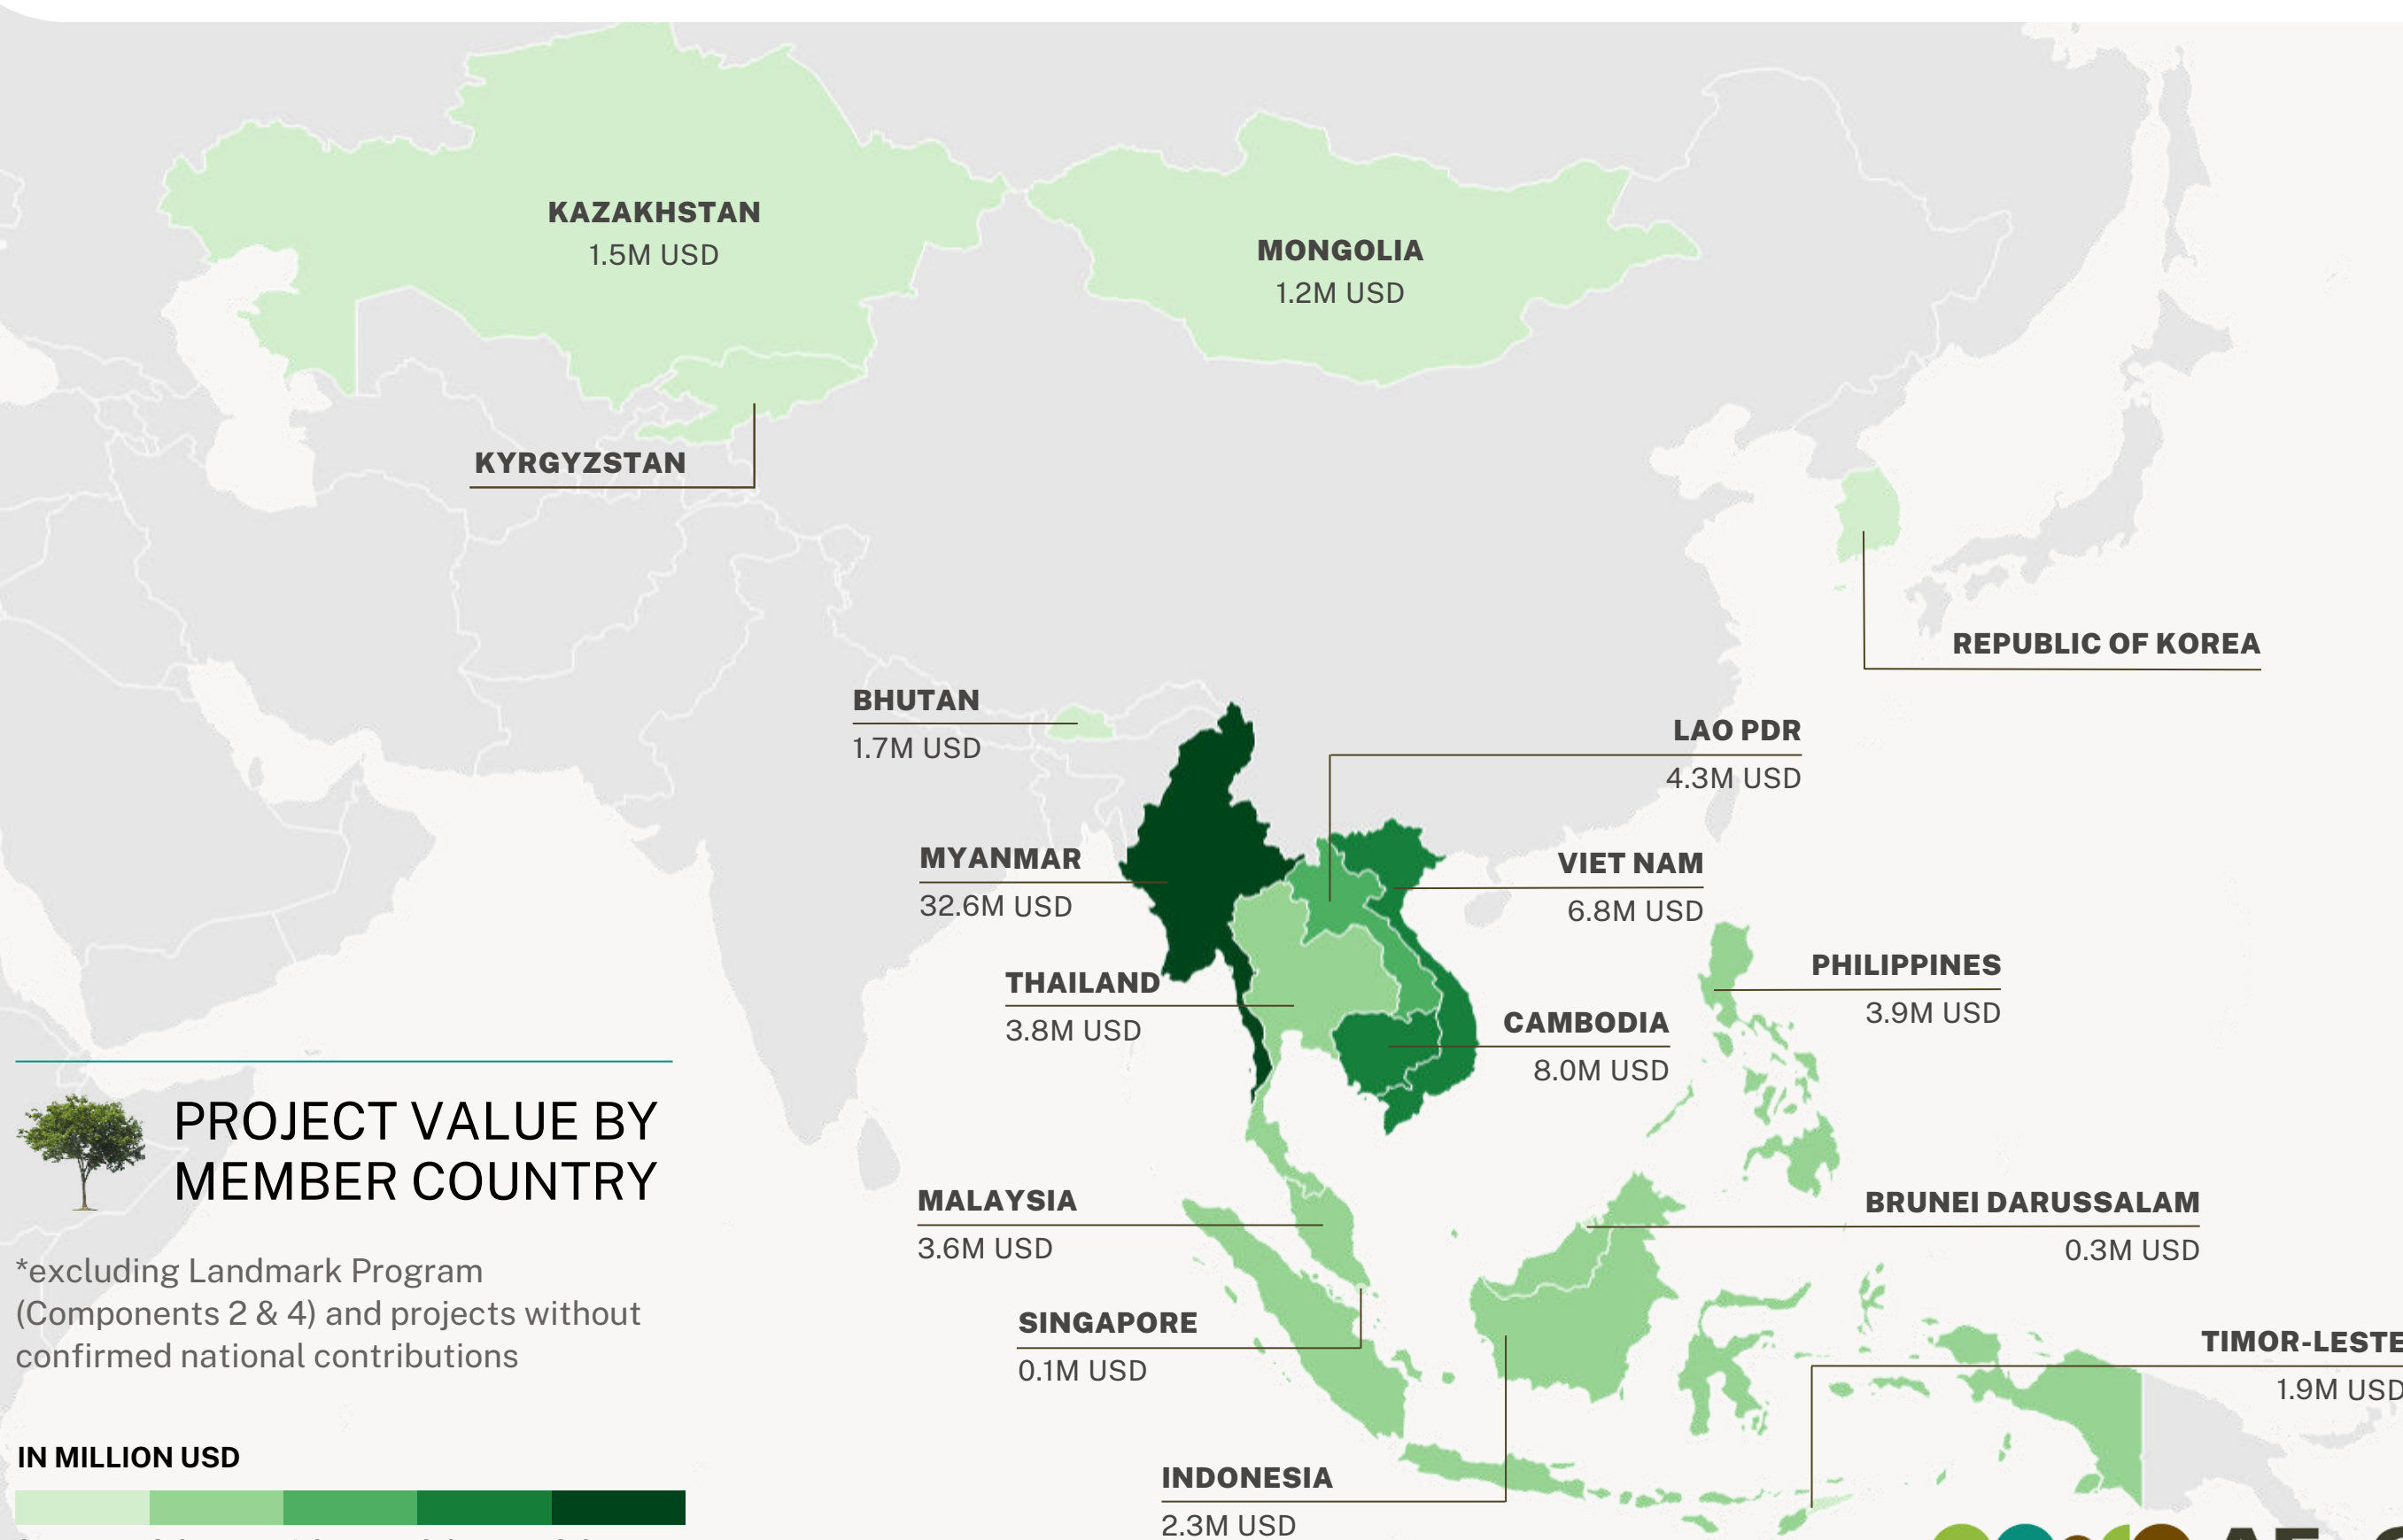 KAZAKHSTAN
1.5M USD
MONGOLIA
1.2M USD
KYRGYZSTAN
REPUBLIC OF KOREA
BHUTAN
1.7M USD
LAO PDR
4.3M USD
MYANMAR
32.6M USD
VIET NAM
6.8M USD
THAILAND
3.8M USD
PHILIPPINES
3.9M USD
CAMBODIA
8.0M USD
PROJECT VALUE BY
MEMBER COUNTRY
*excluding Landmark Program
(Components 2 & 4) and projects without
confirmed national contributions
MALAYSIA
3.6M USD
BRUNEI DARUSSALAM
0.3M USD
SINGAPORE
0.1M USD
TIMOR-LESTE
1.9M USD
INDONESIA
2.3M USD
IN MILLION USD